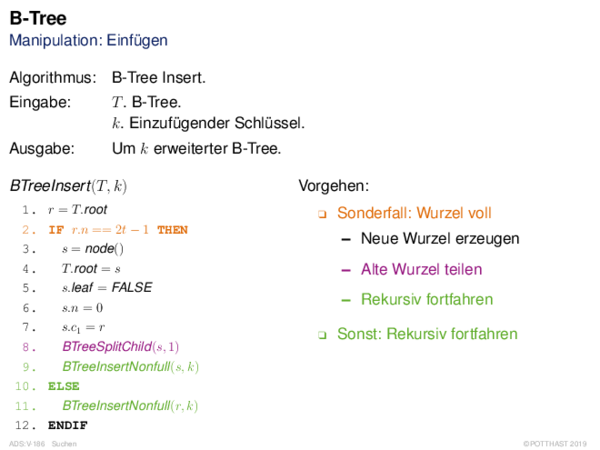 B-Tree
Manipulation: Einfügen
Algorithmus: B-Tree Insert.
Eingabe: T. B-Tree.
k. Einzufügender Schlüssel.
Ausgabe: Um k erweiterter B-Tree.
BTreeInsert(T, k)
1. r = T.root
2. IF r.n == 2t − 1 THEN
3. s = node()
4. T.root = s
5. s.leaf = FALSE
6. s.n = 0
7. s.c₁ = r
8. BTreeSplitChild(s, 1)
9. BTreeInsertNonfull(s, k)
10. ELSE
11. BTreeInsertNonfull(r, k)
12. ENDIF
Vorgehen:
❑ Sonderfall: Wurzel voll
– Neue Wurzel erzeugen
– Alte Wurzel teilen
– Rekursiv fortfahren
❑ Sonst: Rekursiv fortfahren
ADS:V-186 Suchen
© POTTHAST 2019